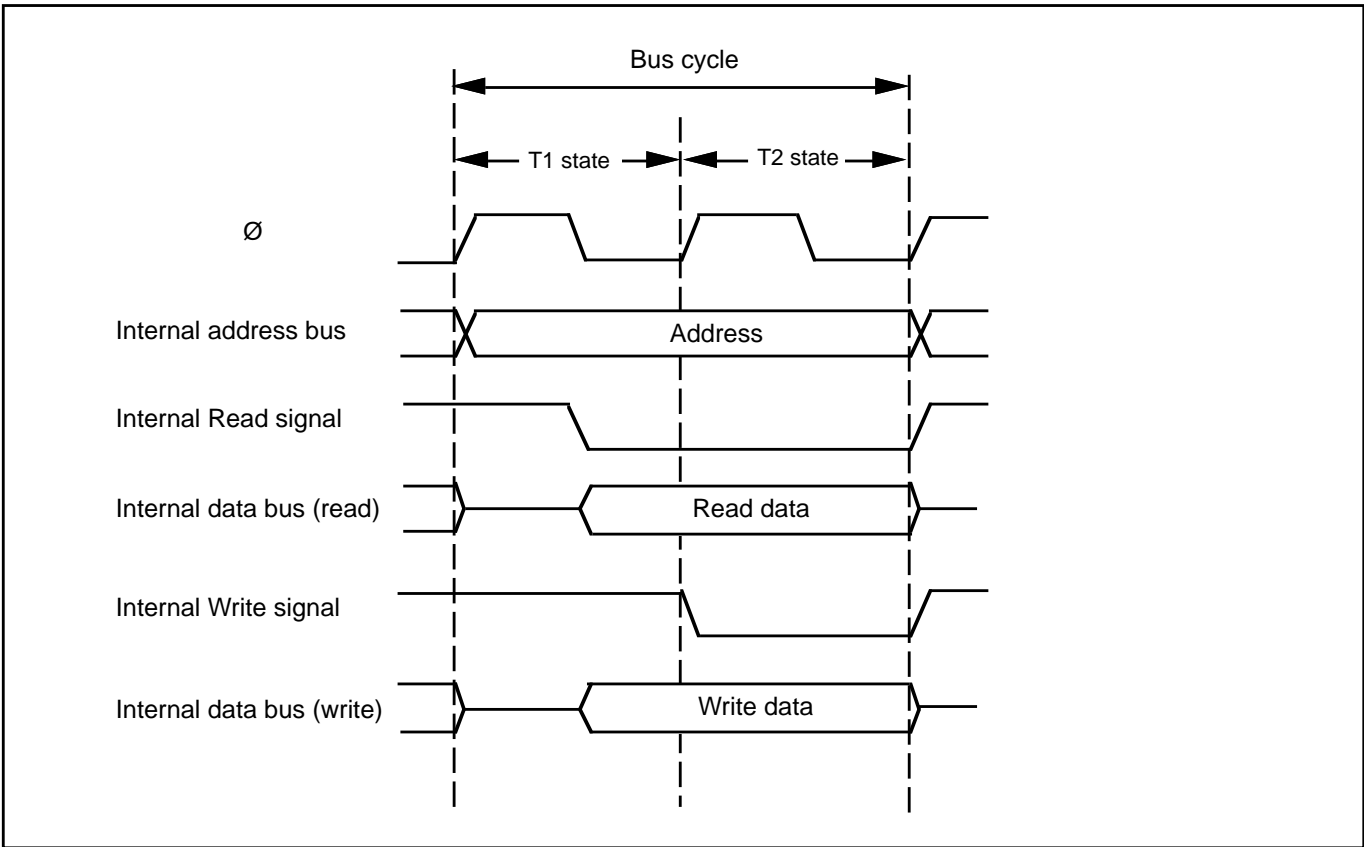 Bus cycle
T1 state
T2 state
Ø
Internal address bus
Address
Internal Read signal
Internal data bus (read)
Read data
Internal Write signal
Internal data bus (write)
Write data